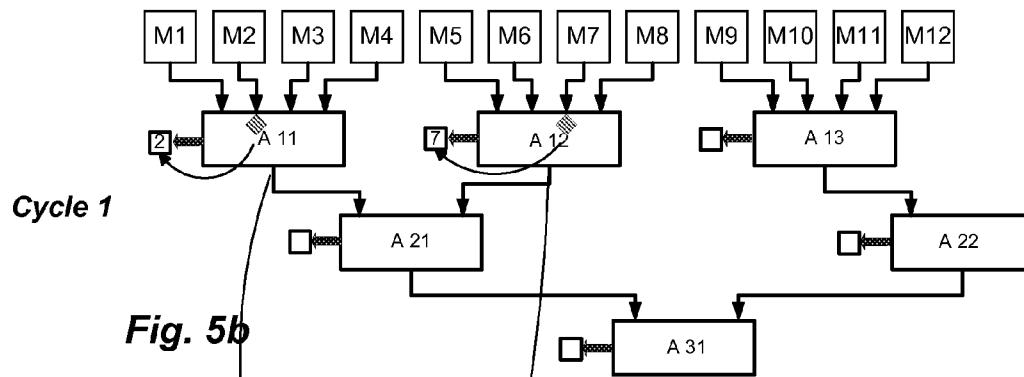 M1 M2 M3 M4 M5 M6 M7 M8 M9 M10 M11 M12
2 A 11 7 A 12 A 13
Cycle 1
A 21 A 22
Fig. 5b
A 31